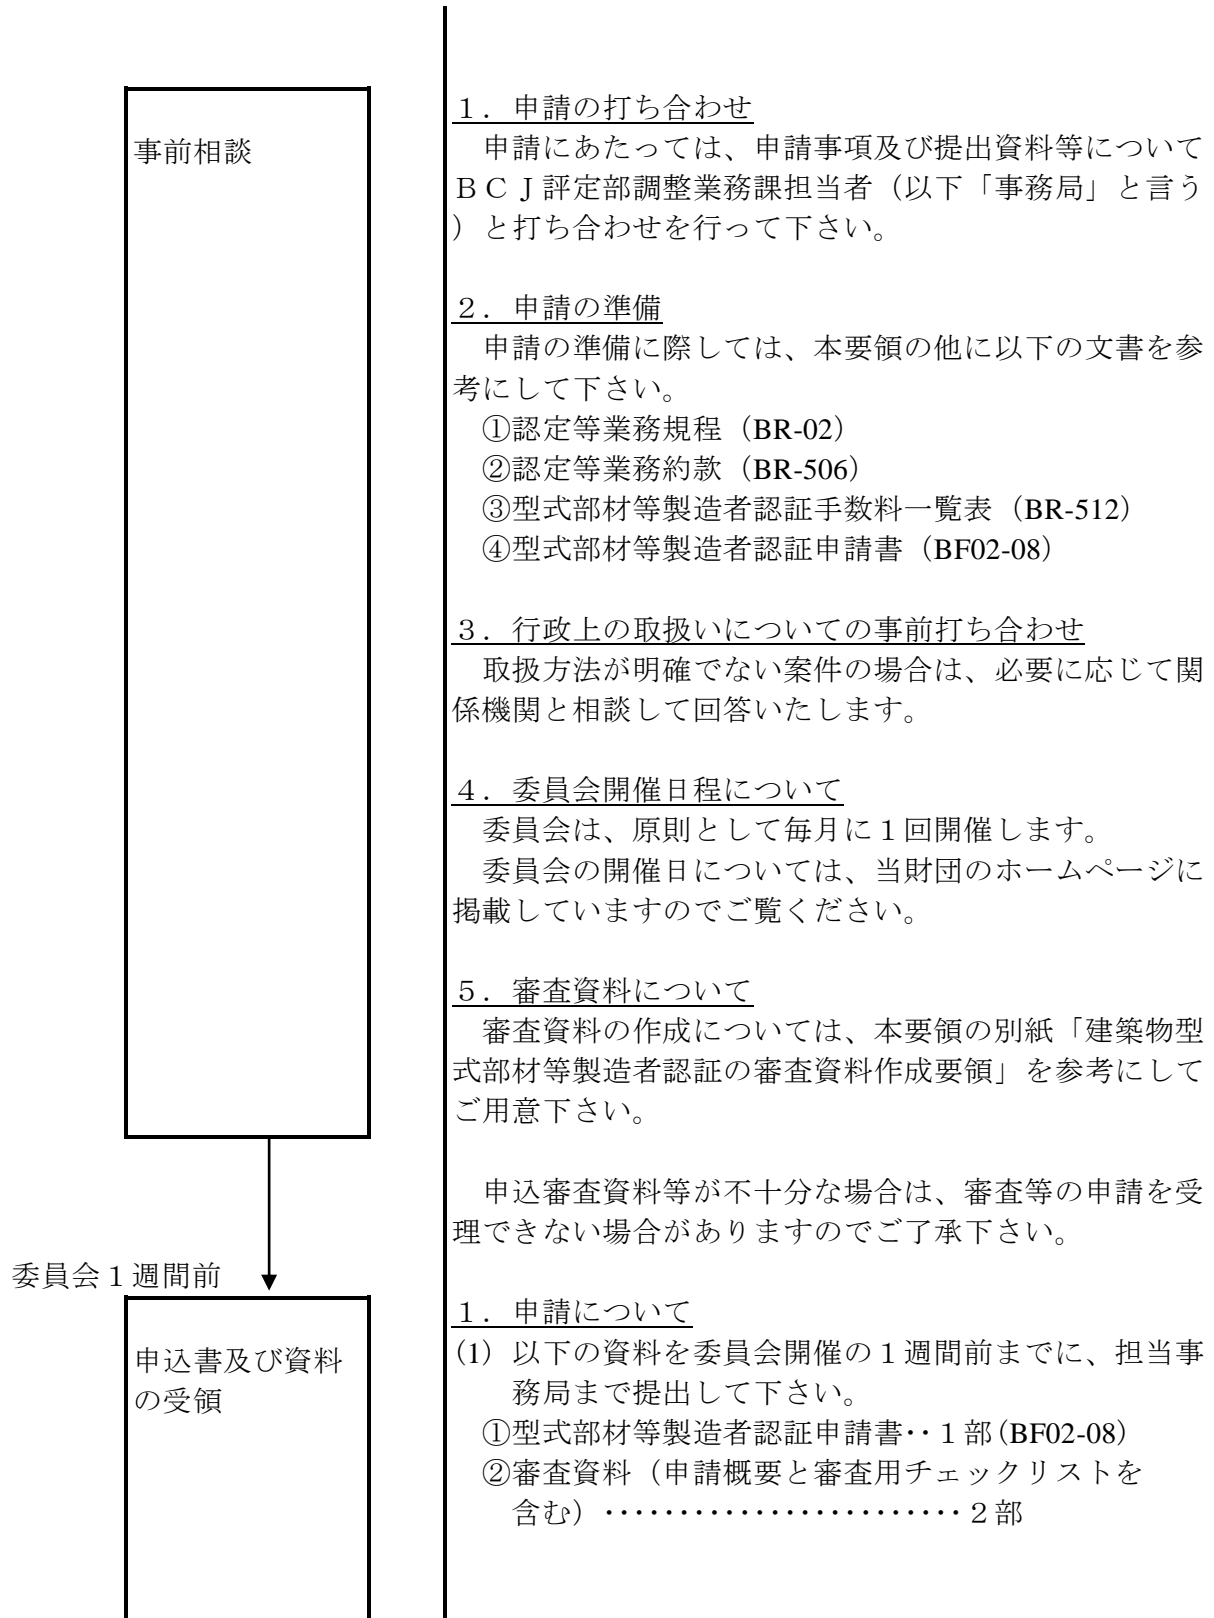 事前相談
１．申請の打ち合わせ
申請にあたっては、申請事項及び提出資料等について
ＢＣＪ評定部調整業務課担当者（以下「事務局」と言う
）と打ち合わせを行って下さい。
２．申請の準備
申請の準備に際しては、本要領の他に以下の文書を参
考にして下さい。
①認定等業務規程（BR-02）
②認定等業務約款（BR-506）
③型式部材等製造者認証手数料一覧表（BR-512）
④型式部材等製造者認証申請書（BF02-08）
３．行政上の取扱いについての事前打ち合わせ
取扱方法が明確でない案件の場合は、必要に応じて関
係機関と相談して回答いたします。
４．委員会開催日程について
委員会は、原則として毎月に１回開催します。
委員会の開催日については、当財団のホームページに
掲載していますのでご覧ください。
５．審査資料について
審査資料の作成については、本要領の別紙「建築物型
式部材等製造者認証の審査資料作成要領」を参考にして
ご用意下さい。
申込審査資料等が不十分な場合は、審査等の申請を受
理できない場合がありますのでご了承下さい。
委員会１週間前
申込書及び資料
の受領
１．申請について
(1) 以下の資料を委員会開催の１週間前までに、担当事
務局まで提出して下さい。
①型式部材等製造者認証申請書･･１部(BF02-08)
②審査資料（申請概要と審査用チェックリストを
含む）････････････････････････２部